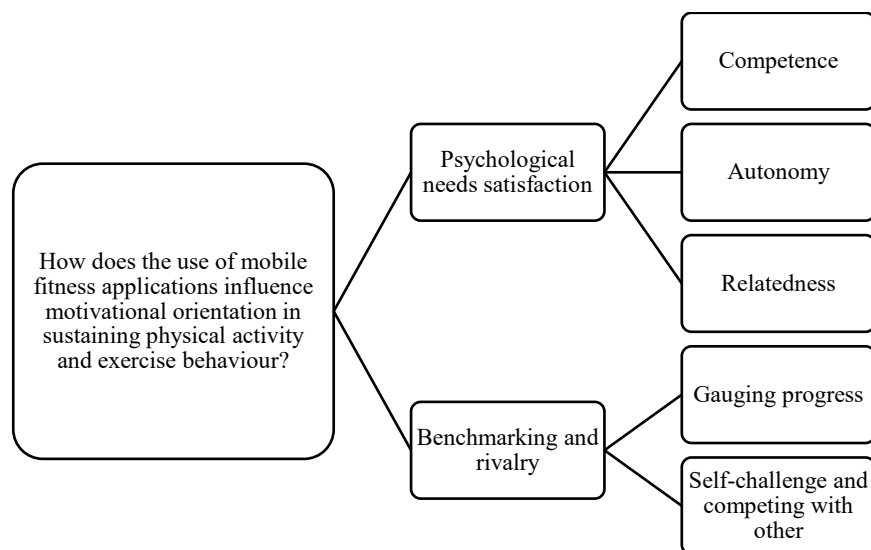 How does the use of mobile
fitness applications influence
motivational orientation in
sustaining physical activity
and exercise behaviour?
Psychological
needs satisfaction
Competence
Autonomy
Relatedness
Benchmarking and
rivalry
Gauging progress
Self-challenge and
competing with
other